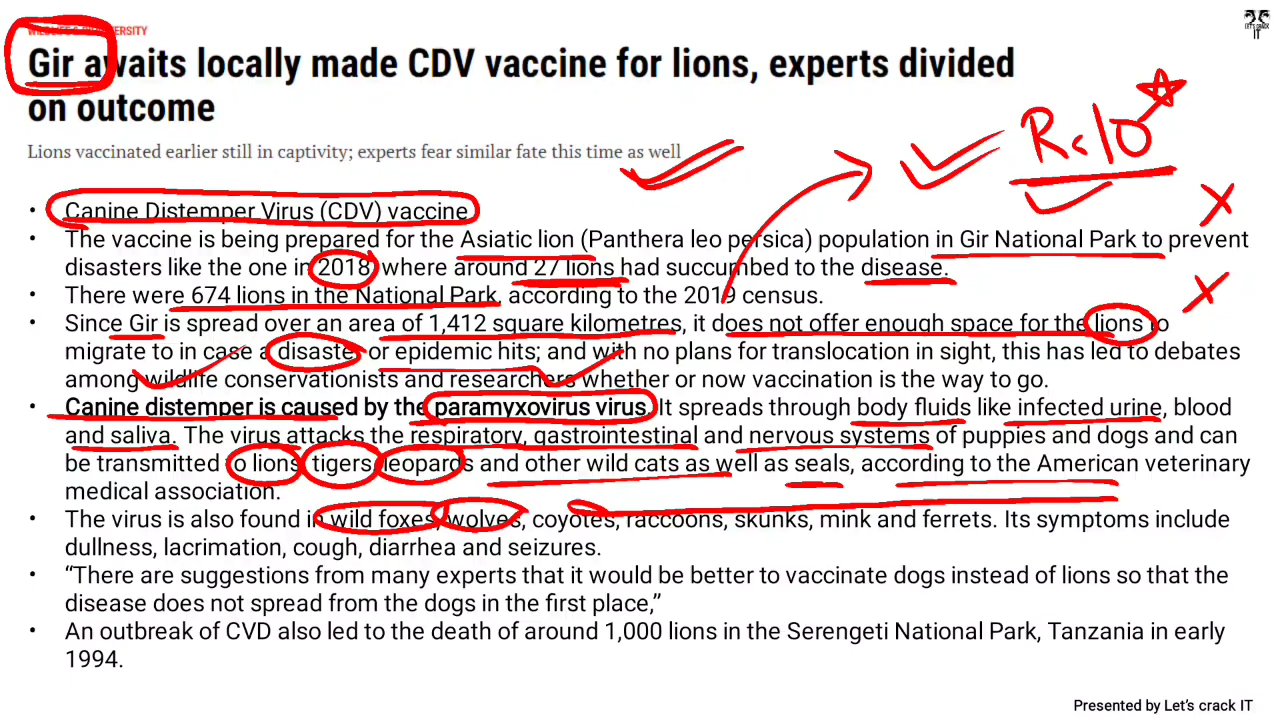 WILDLIFE & BIODIVERSITY
Gir awaits locally made CDV vaccine for lions, experts divided
on outcome
Lions vaccinated earlier still in captivity; experts fear similar fate this time as well
Rs 10
• Canine Distemper Virus (CDV) vaccine
• The vaccine is being prepared for the Asiatic lion (Panthera leo persica) population in Gir National Park to prevent
disasters like the one in 2018 where around 27 lions had succumbed to the disease.
• There were 674 lions in the National Park, according to the 2019 census.
• Since Gir is spread over an area of 1,412 square kilometres, it does not offer enough space for the lions to
migrate to in case a disaster or epidemic hits; and with no plans for translocation in sight, this has led to debates
among wildlife conservationists and researchers whether or now vaccination is the way to go.
• Canine distemper is caused by the paramyxovirus virus. It spreads through body fluids like infected urine, blood
and saliva. The virus attacks the respiratory, gastrointestinal and nervous systems of puppies and dogs and can
be transmitted to lions, tigers, leopards and other wild cats as well as seals, according to the American veterinary
medical association.
• The virus is also found in wild foxes, wolves, coyotes, raccoons, skunks, mink and ferrets. Its symptoms include
dullness, lacrimation, cough, diarrhea and seizures.
• “There are suggestions from many experts that it would be better to vaccinate dogs instead of lions so that the
disease does not spread from the dogs in the first place,”
• An outbreak of CVD also led to the death of around 1,000 lions in the Serengeti National Park, Tanzania in early
1994.
LET'S CRACK
IT
Presented by Let’s crack IT